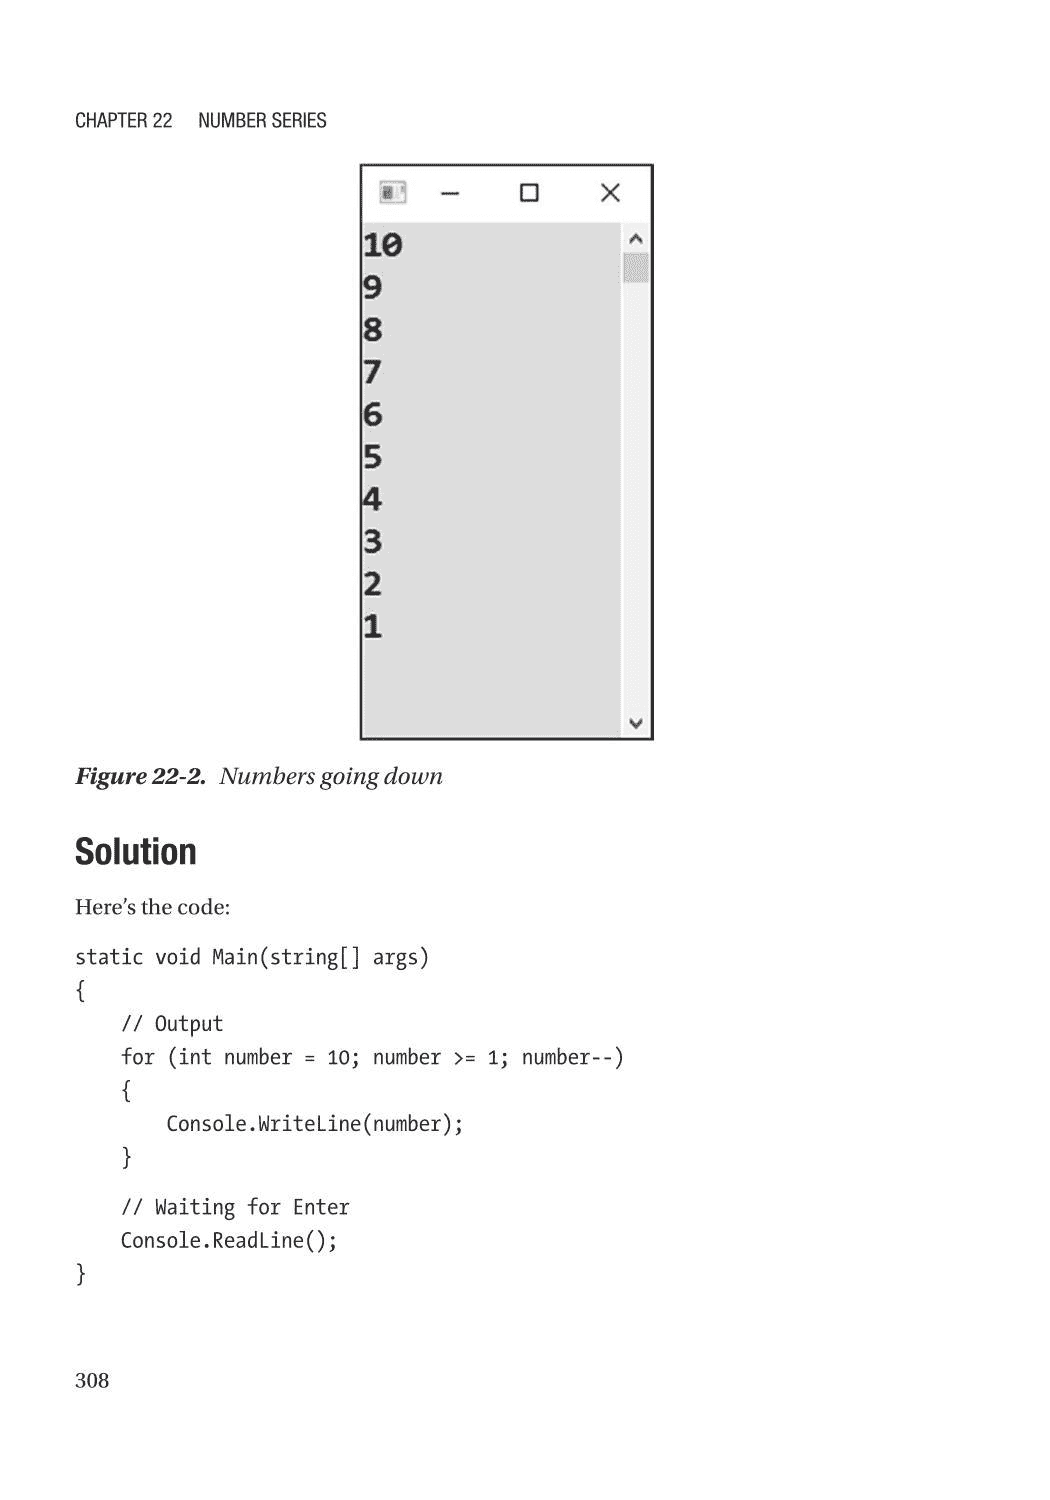 CHAPTER 22 NUMBER SERIES
10
9
8
7
6
5
4
3
2
1
Figure 22-2. Numbers going down
Solution
Here’s the code:
static void Main(string[] args)
{
    // Output
    for (int number = 10; number >= 1; number--)
    {
        Console.WriteLine(number);
    }
    // Waiting for Enter
    Console.ReadLine();
}
308